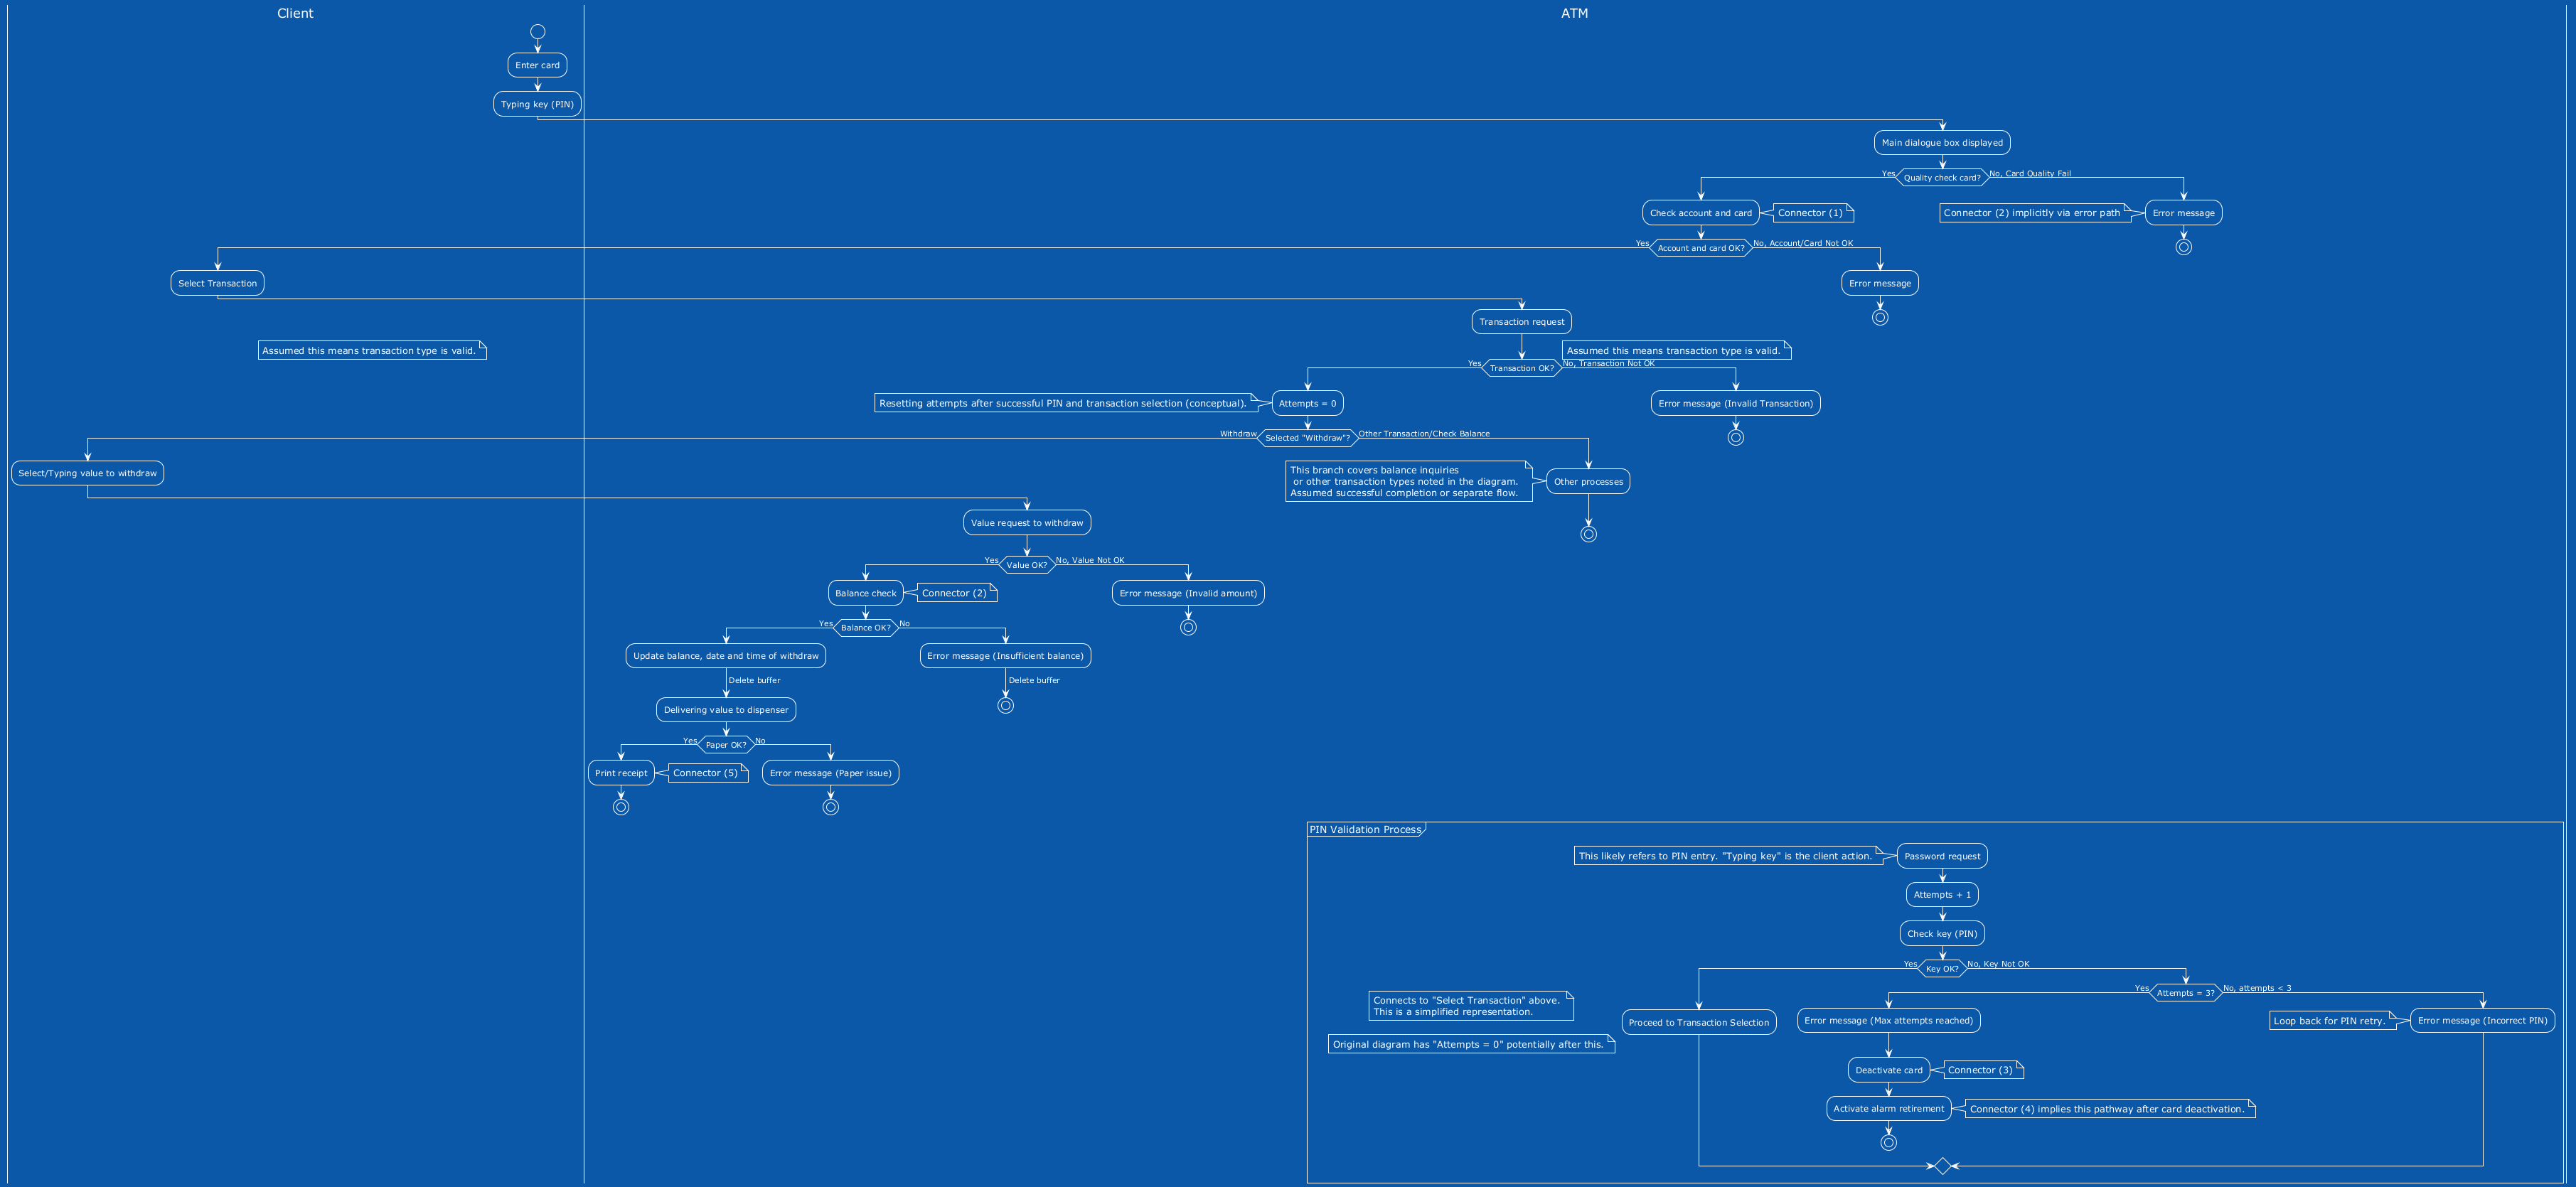 Client
ATM
Enter card
Typing key (PIN)
Main dialogue box displayed
Yes
Quality check card?
No, Card Quality Fail
Check account and card
Connector (1)
Connector (2) implicitly via error path
Error message
Yes
Account and card OK?
No, Account/Card Not OK
Select Transaction
Error message
Transaction request
Assumed this means transaction type is valid.
Assumed this means transaction type is valid.
Yes
Transaction OK?
No, Transaction Not OK
Resetting attempts after successful PIN and transaction selection (conceptual).
Attempts = 0
Error message (Invalid Transaction)
Withdraw
Selected "Withdraw"?
Other Transaction/Check Balance
Select/Typing value to withdraw
This branch covers balance inquiries
or other transaction types noted in the diagram.
Assumed successful completion or separate flow.
Other processes
Value request to withdraw
Yes
Value OK?
No, Value Not OK
Balance check
Connector (2)
Error message (Invalid amount)
Yes
Balance OK?
No
Update balance, date and time of withdraw
Error message (Insufficient balance)
Delete buffer
Delete buffer
Delivering value to dispenser
Yes
Paper OK?
No
Print receipt
Connector (5)
Error message (Paper issue)
PIN Validation Process
This likely refers to PIN entry. "Typing key" is the client action.
Password request
Attempts + 1
Check key (PIN)
Yes
Key OK?
No, Key Not OK
Yes
Attempts = 3?
No, attempts < 3
Connects to "Select Transaction" above.
This is a simplified representation.
Proceed to Transaction Selection
Error message (Max attempts reached)
Loop back for PIN retry.
Error message (Incorrect PIN)
Original diagram has "Attempts = 0" potentially after this.
Deactivate card
Connector (3)
Activate alarm retirement
Connector (4) implies this pathway after card deactivation.